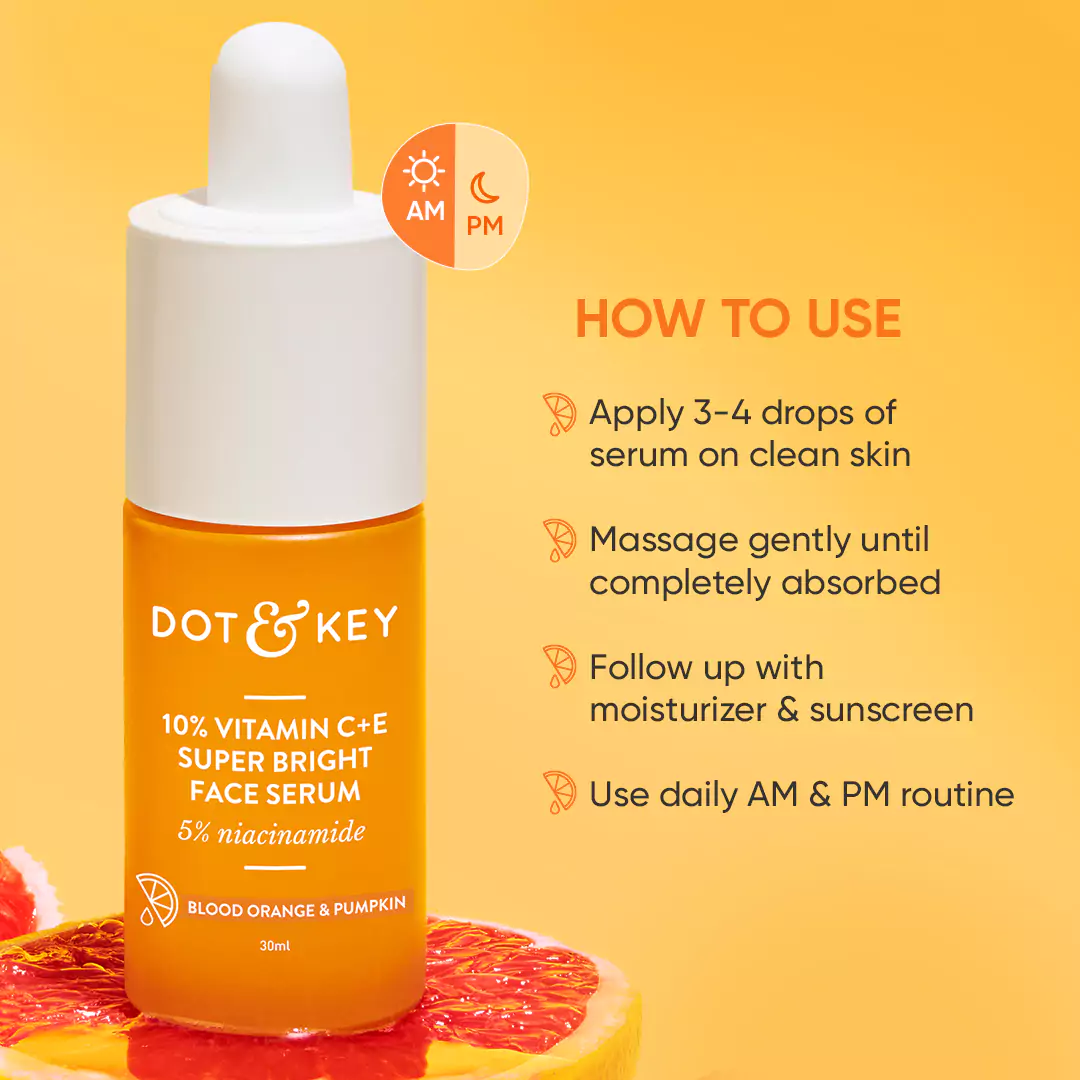 AM
PM
HOW TO USE
Apply 3-4 drops of
serum on clean skin
Massage gently until
completely absorbed
Follow up with
moisturizer & sunscreen
Use daily AM & PM routine
DOT & KEY
10% VITAMIN C+E
SUPER BRIGHT
FACE SERUM
5% niacinamide
BLOOD ORANGE & PUMPKIN
30ml